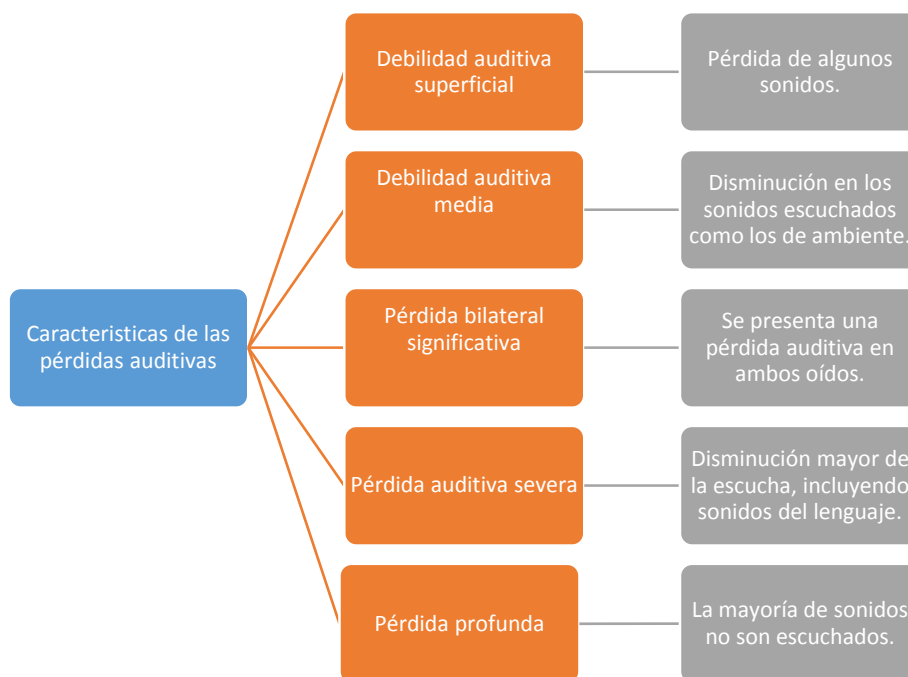 Debilidad auditiva
superficial
Pérdida de algunos
sonidos.
Debilidad auditiva
media
Disminución en los
sonidos escuchados
como los de ambiente.
Caracteristicas de las
pérdidas auditivas
Pérdida bilateral
significativa
Se presenta una
pérdida auditiva en
ambos oídos.
Pérdida auditiva severa
Disminución mayor de
la escucha, incluyendo
sonidos del lenguaje.
Pérdida profunda
La mayoría de sonidos
no son escuchados.